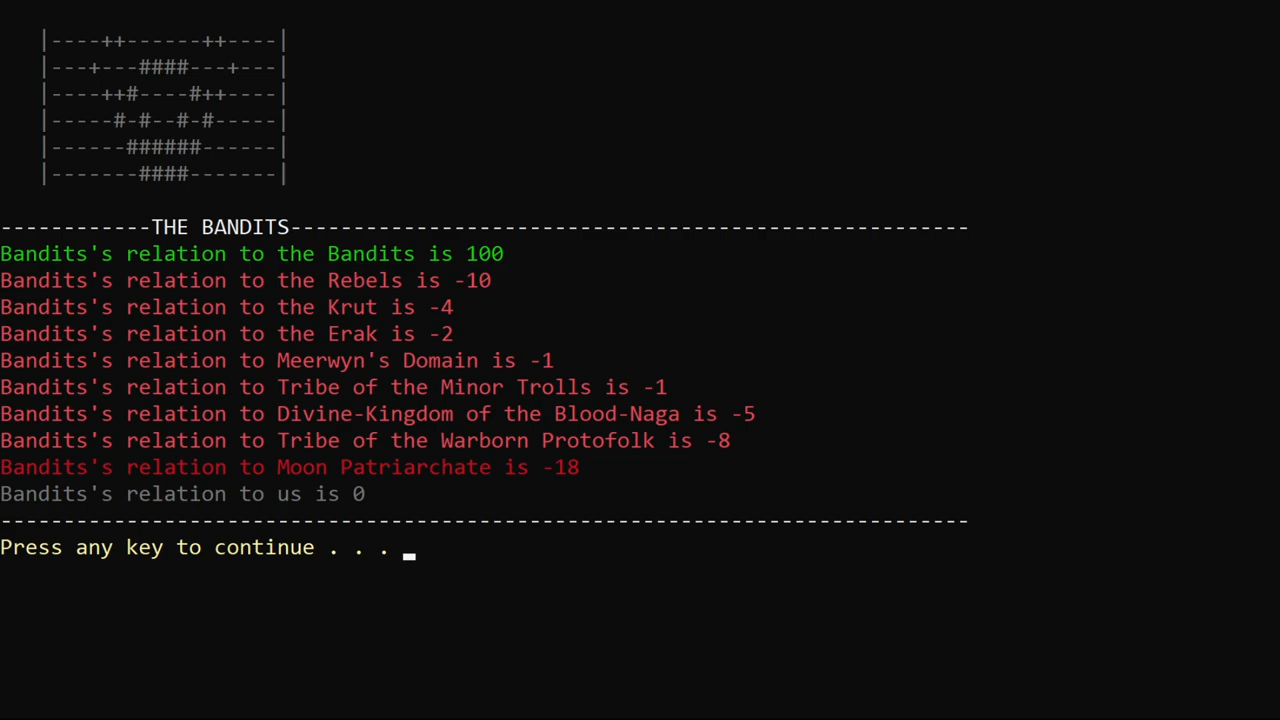 |----++------++----|
|---+---####---+---|
|----++#----#++----|
|-----#-#--#-#-----|
|------######------|
|-------####-------|
------------THE BANDITS------------------------------------------------------
Bandits's relation to the Bandits is 100
Bandits's relation to the Rebels is -10
Bandits's relation to the Krut is -4
Bandits's relation to the Erak is -2
Bandits's relation to Meerwyn's Domain is -1
Bandits's relation to Tribe of the Minor Trolls is -1
Bandits's relation to Divine-Kingdom of the Blood-Naga is -5
Bandits's relation to Tribe of the Warborn Protofolk is -8
Bandits's relation to Moon Patriarchate is -18
Bandits's relation to us is 0
-----------------------------------------------------------------------------
Press any key to continue . . .